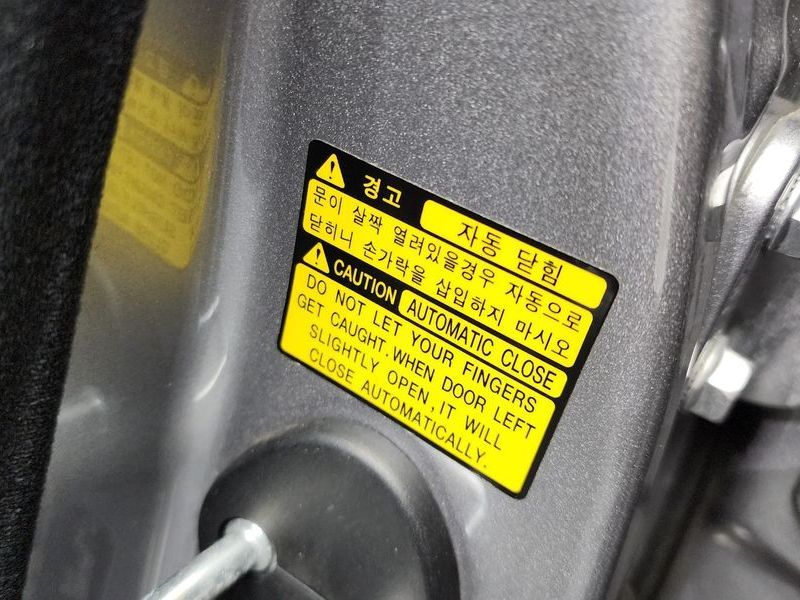 경고 자동 닫힘
문이 살짝 열려있을경우 자동으로
닫히니 손가락을 삽입하지 마시오
CAUTION AUTOMATIC CLOSE
DO NOT LET YOUR FINGERS
GET CAUGHT.WHEN DOOR LEFT
SLIGHTLY OPEN,IT WILL
CLOSE AUTOMATICALLY.